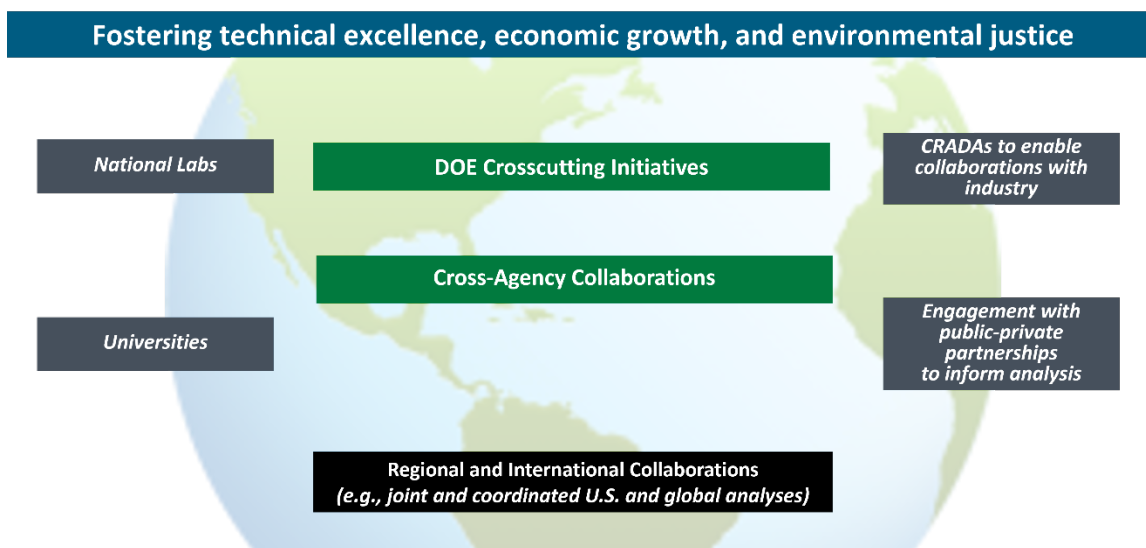 Fostering technical excellence, economic growth, and environmental justice
National Labs
DOE Crosscutting Initiatives
CRADAs to enable
collaborations with
industry
Cross-Agency Collaborations
Universities
Engagement with
public-private
partnerships
to inform analysis
Regional and International Collaborations
(e.g., joint and coordinated U.S. and global analyses)